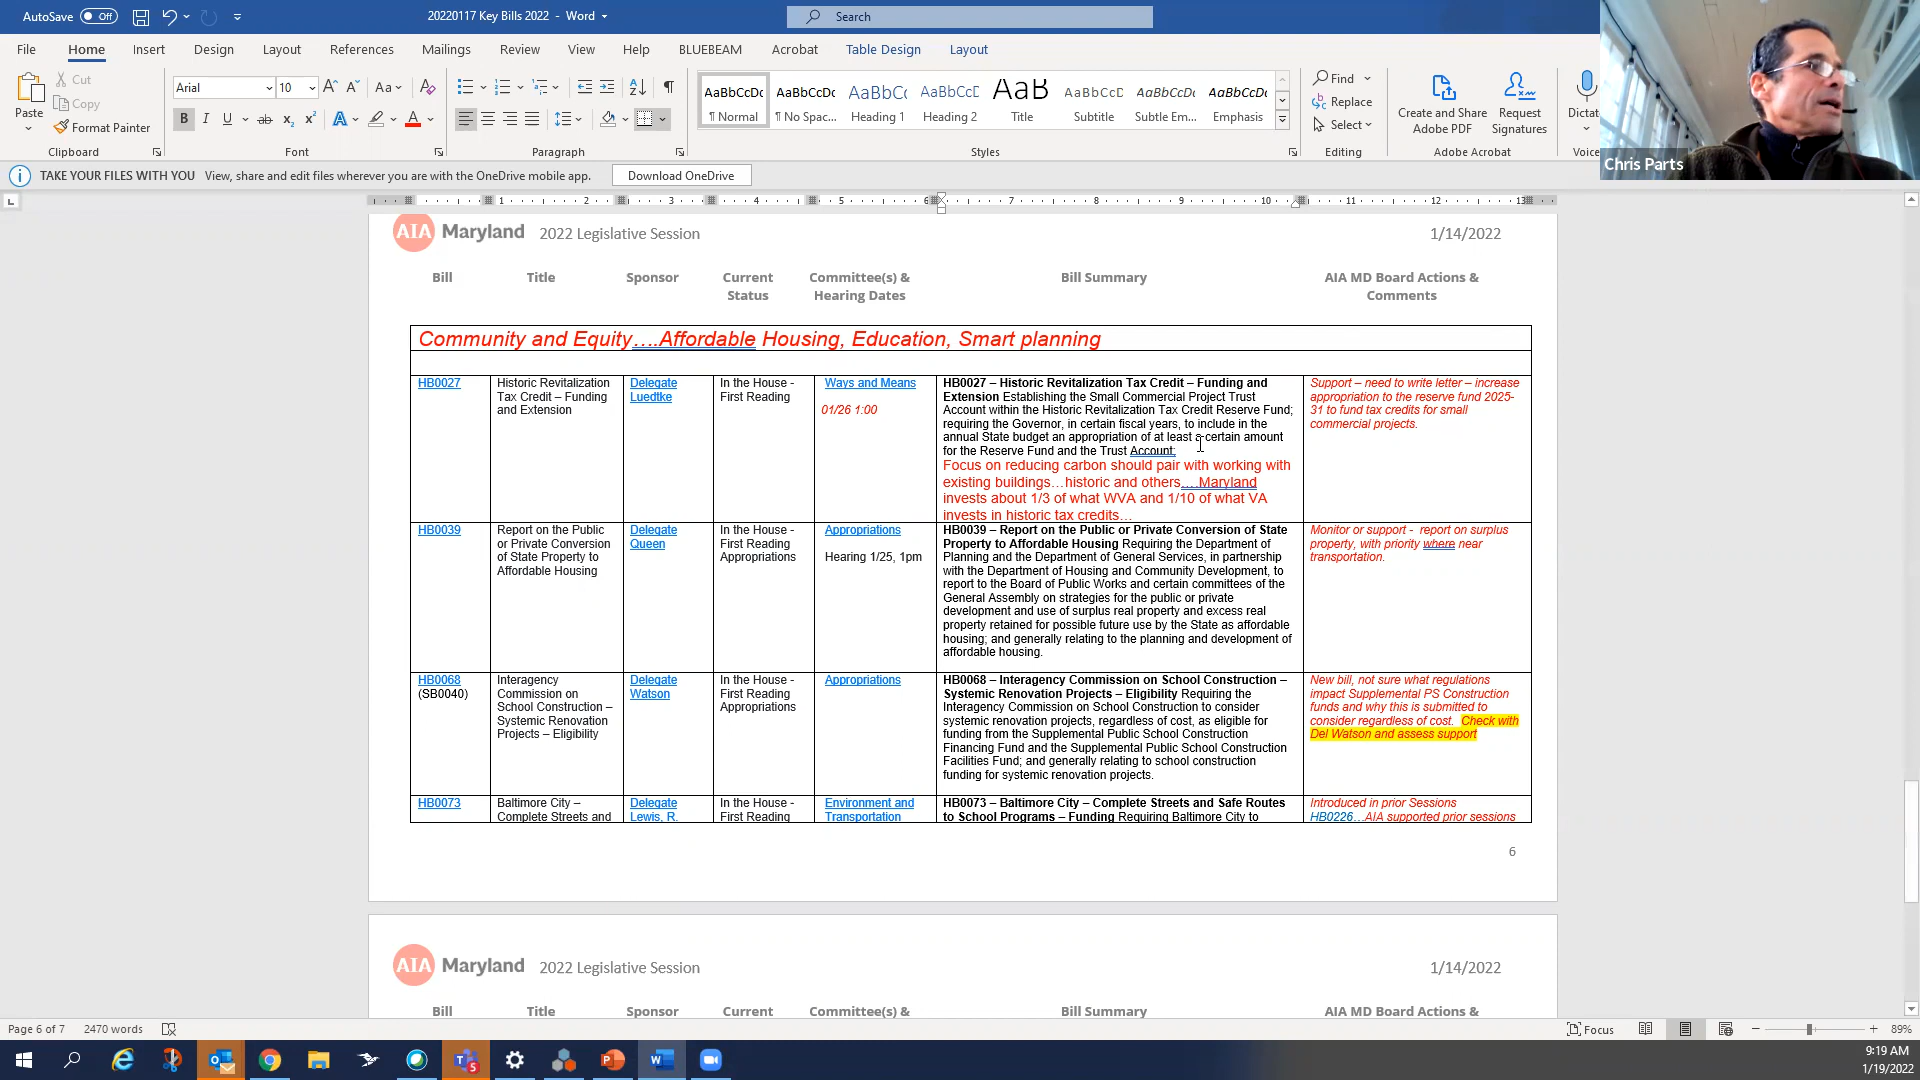 AutoSave Off 20220117 Key Bills 2022 - Word Search
File Home Insert Design Layout References Mailings Review View Help BLUEBEAM Acrobat Table Design Layout
Paste
Cut
Copy
Format Painter
Clipboard
Arial 10
Font
Paragraph
AaBbCcDc AaBbCcDc AaBbCc AaBbCcD AaB AaBbCcD AaBbCcDc AaBbCcDc
¶ Normal ¶ No Spac... Heading 1 Heading 2 Title Subtitle Subtle Em... Emphasis
Styles
Find
Replace
Select
Editing
Create and Share
Adobe PDF
Request
Signatures
Adobe Acrobat
Dictat
Voice
Chris Parts
TAKE YOUR FILES WITH YOU View, share and edit files wherever you are with the OneDrive mobile app. Download OneDrive
1 2 3 4 5 6 7 8 9 10 11 12 13
AIA Maryland 2022 Legislative Session 1/14/2022
Bill Title Sponsor Current Status Committee(s) & Hearing Dates Bill Summary AIA MD Board Actions & Comments
Community and Equity….Affordable Housing, Education, Smart planning
HB0027
Historic Revitalization
Tax Credit – Funding
and Extension
Delegate
Luedtke
In the House -
First Reading
Ways and Means
01/26 1:00
HB0027 – Historic Revitalization Tax Credit – Funding and
Extension Establishing the Small Commercial Project Trust
Account within the Historic Revitalization Tax Credit Reserve Fund;
requiring the Governor, in certain fiscal years, to include in the
annual State budget an appropriation of at least a certain amount
for the Reserve Fund and the Trust Account;
Focus on reducing carbon should pair with working with
existing buildings…historic and others….Maryland
invests about 1/3 of what WVA and 1/10 of what VA
invests in historic tax credits…
Support – need to write letter – increase
appropriation to the reserve fund 2025-
31 to fund tax credits for small
commercial projects.
HB0039
Report on the Public
or Private Conversion
of State Property to
Affordable Housing
Delegate
Queen
In the House -
First Reading
Appropriations
Appropriations
Hearing 1/25, 1pm
HB0039 – Report on the Public or Private Conversion of State
Property to Affordable Housing Requiring the Department of
Planning and the Department of General Services, in partnership
with the Department of Housing and Community Development, to
report to the Board of Public Works and certain committees of the
General Assembly on strategies for the public or private
development and use of surplus real property and excess real
property retained for possible future use by the State as affordable
housing; and generally relating to the planning and development of
affordable housing.
Monitor or support - report on surplus
property, with priority where near
transportation.
HB0068
(SB0040)
Interagency
Commission on
School Construction –
Systemic Renovation
Projects – Eligibility
Delegate
Watson
In the House -
First Reading
Appropriations
Appropriations
HB0068 – Interagency Commission on School Construction –
Systemic Renovation Projects – Eligibility Requiring the
Interagency Commission on School Construction to consider
systemic renovation projects, regardless of cost, as eligible for
funding from the Supplemental Public School Construction
Financing Fund and the Supplemental Public School Construction
Facilities Fund; and generally relating to school construction
funding for systemic renovation projects.
New bill, not sure what regulations
impact Supplemental PS Construction
funds and why this is submitted to
consider regardless of cost. Check with
Del Watson and assess support
HB0073
Baltimore City –
Complete Streets and
Delegate
Lewis, R.
In the House -
First Reading
Environment and
Transportation
HB0073 – Baltimore City – Complete Streets and Safe Routes
to School Programs – Funding Requiring Baltimore City to
Introduced in prior Sessions
HB0226…AIA supported prior sessions
6
AIA Maryland 2022 Legislative Session 1/14/2022
Bill Title Sponsor Current Committee(s) & Bill Summary AIA MD Board Actions &
Page 6 of 7 2470 words Focus 89%
9:19 AM
1/19/2022